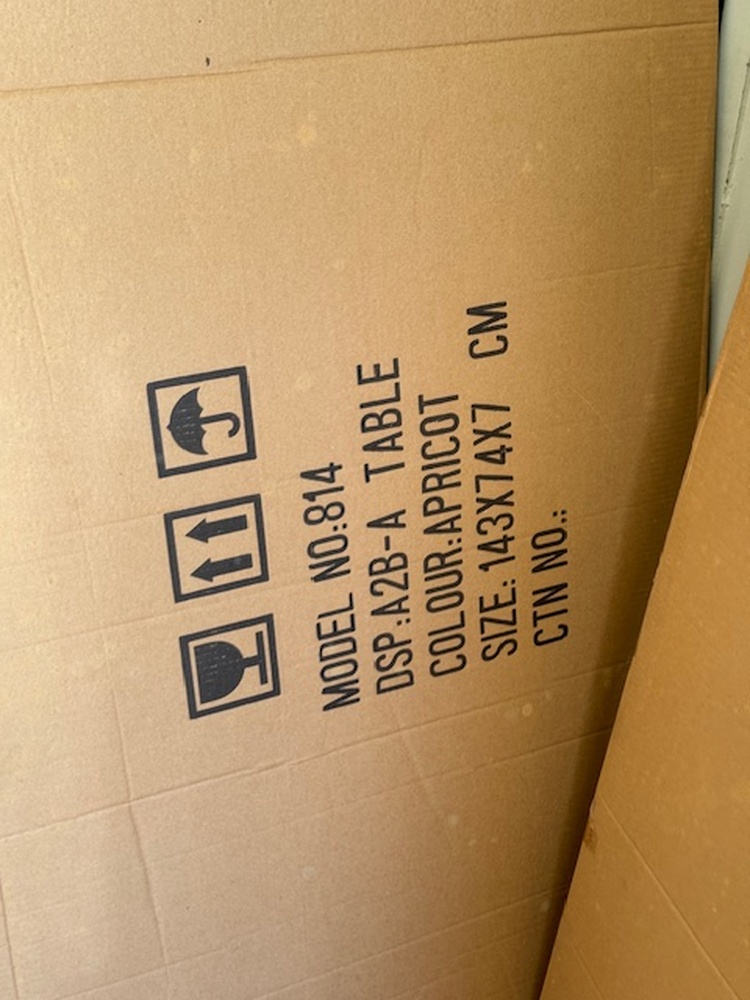 MODEL NO:814
DSP:A2B-A TABLE
COLOUR:APRICOT
SIZE: 143X74X7 CM
CTN NO.: